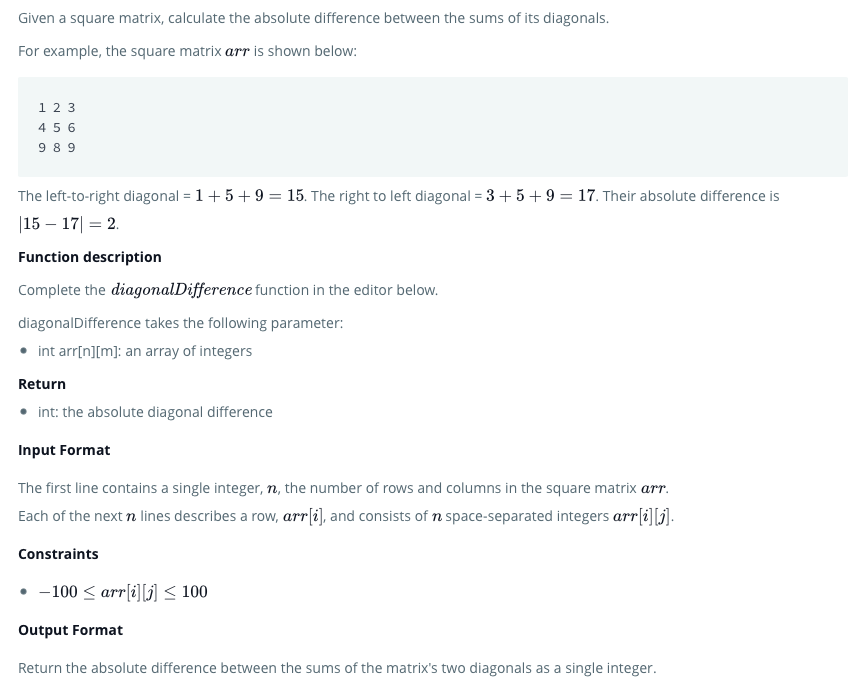 Given a square matrix, calculate the absolute difference between the sums of its diagonals.
For example, the square matrix arr is shown below:
1 2 3
4 5 6
9 8 9
The left-to-right diagonal = 1 + 5 + 9 = 15. The right to left diagonal = 3 + 5 + 9 = 17. Their absolute difference is
|15 − 17| = 2.
Function description
Complete the diagonalDifference function in the editor below.
diagonalDifference takes the following parameter:
• int arr[n][m]: an array of integers
Return
• int: the absolute diagonal difference
Input Format
The first line contains a single integer, n, the number of rows and columns in the square matrix arr.
Each of the next n lines describes a row, arr[i], and consists of n space-separated integers arr[i][j].
Constraints
• −100 ≤ arr[i][j] ≤ 100
Output Format
Return the absolute difference between the sums of the matrix's two diagonals as a single integer.